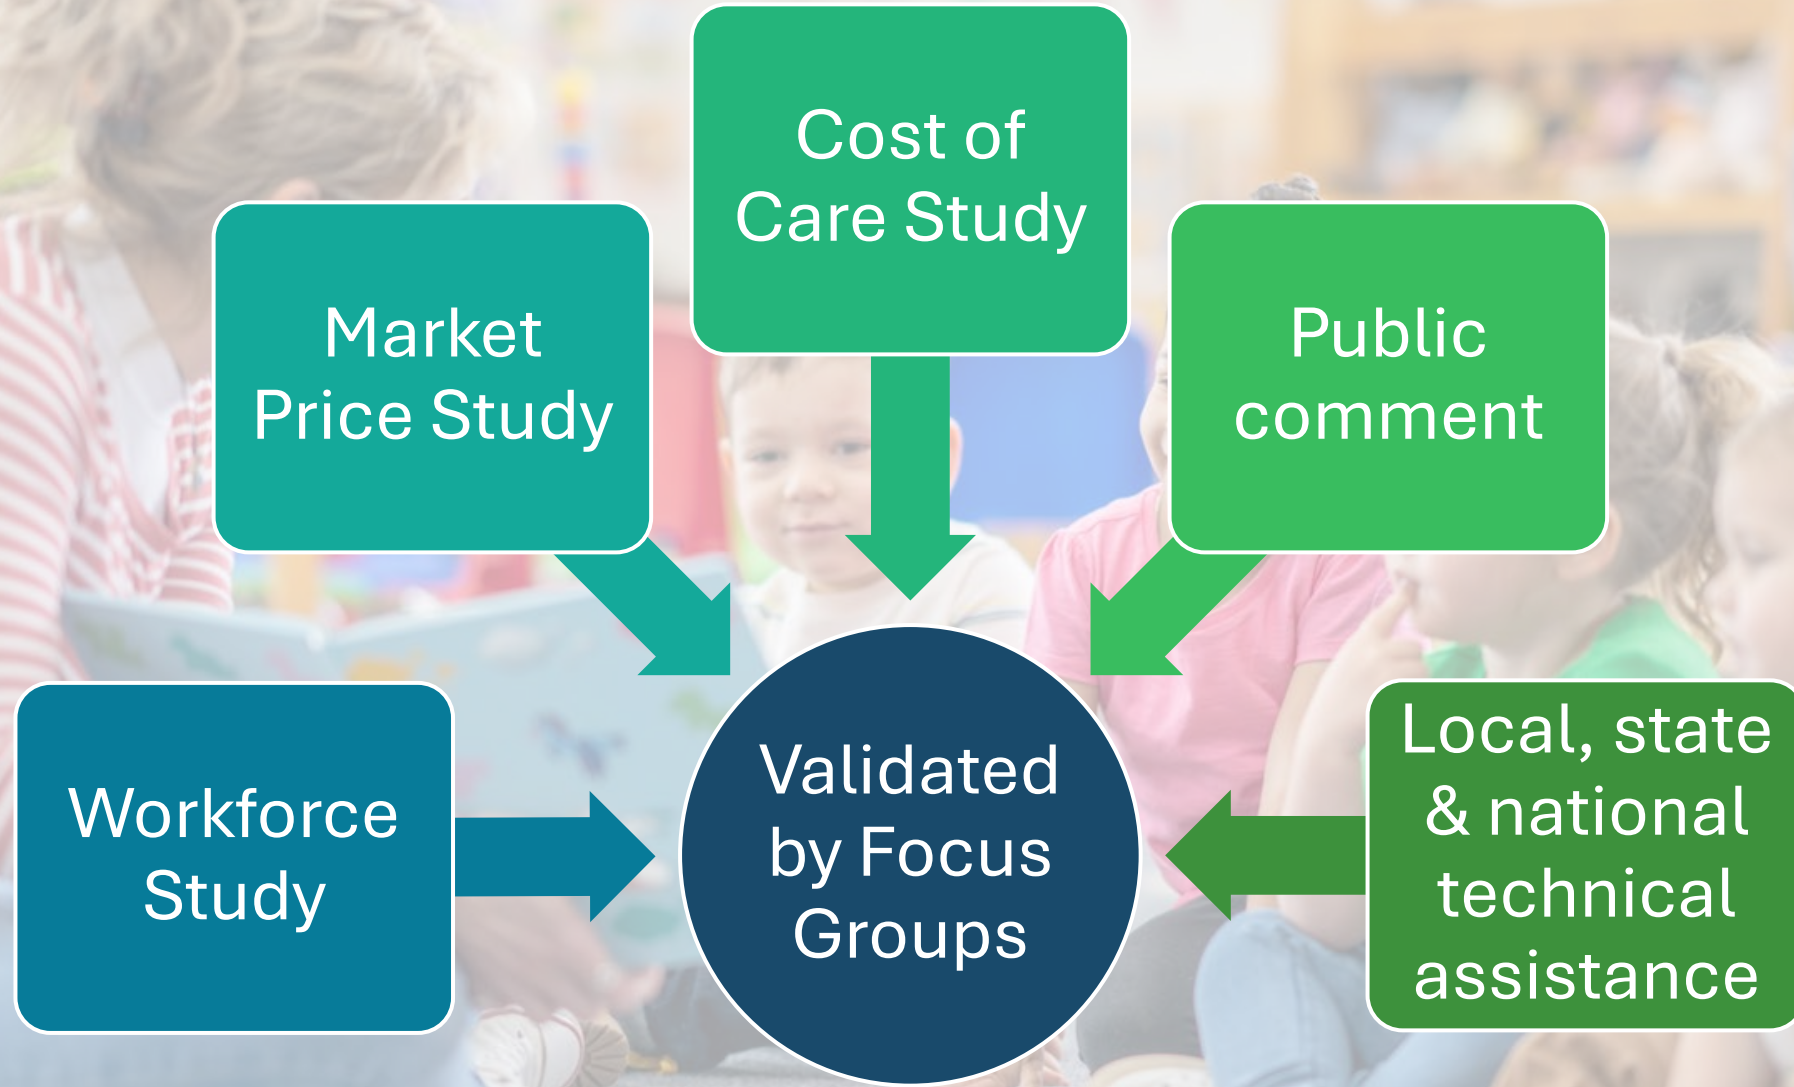 Cost of
Care Study
Market
Price Study
Public
comment
Workforce
Study
Validated
by Focus
Groups
Local, state
& national
technical
assistance